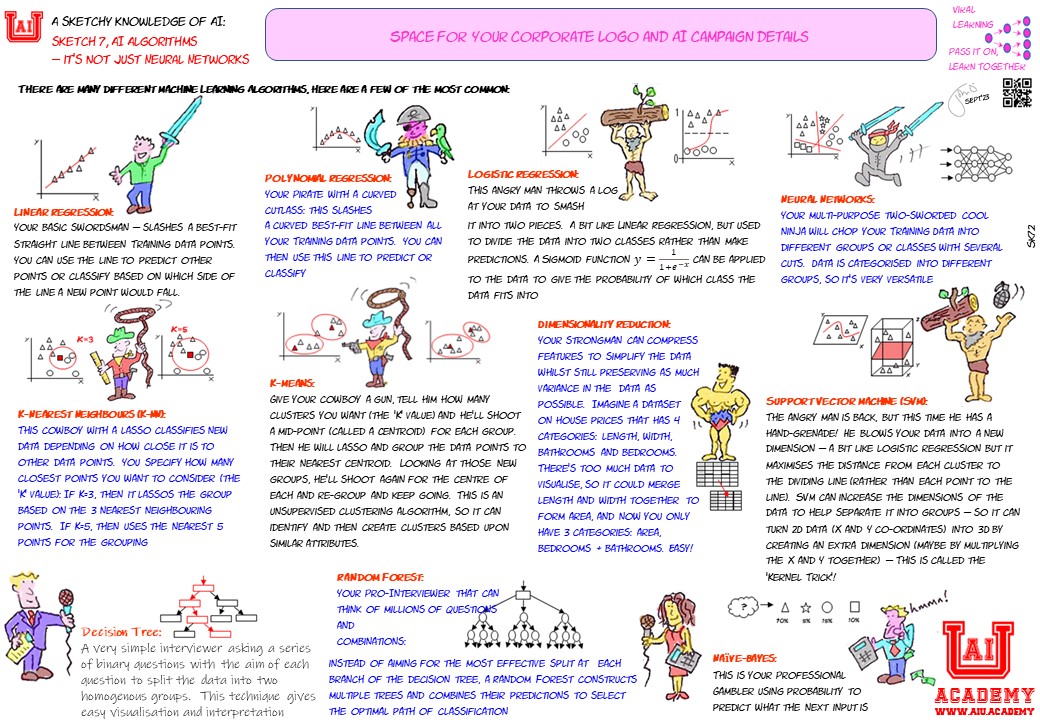 AI
A SKETCHY KNOWLEDGE OF AI:
SKETCH 7, AI ALGORITHMS
– IT'S NOT JUST NEURAL NETWORKS
SPACE FOR YOUR CORPORATE LOGO AND AI CAMPAIGN DETAILS
VIRAL
LEARNING
PASS IT ON,
LEARN TOGETHER
SEPT'23
SK72
THERE ARE MANY DIFFERENT MACHINE LEARNING ALGORITHMS, HERE ARE A FEW OF THE MOST COMMON:
Y
X
LINEAR REGRESSION:
YOUR BASIC SWORDSMAN – SLASHES A BEST-FIT
STRAIGHT LINE BETWEEN TRAINING DATA POINTS.
YOU CAN USE THE LINE TO PREDICT OTHER
POINTS OR CLASSIFY BASED ON WHICH SIDE OF
THE LINE A NEW POINT WOULD FALL.
Y
X
POLYNOMIAL REGRESSION:
YOUR PIRATE WITH A CURVED
CUTLASS: THIS SLASHES
A CURVED BEST-FIT LINE BETWEEN ALL
YOUR TRAINING DATA POINTS. YOU CAN
THEN USE THIS LINE TO PREDICT OR
CLASSIFY
Y
X
1
0
X
LOGISTIC REGRESSION:
THIS ANGRY MAN THROWS A LOG
AT YOUR DATA TO SMASH
IT INTO TWO PIECES. A BIT LIKE LINEAR REGRESSION, BUT USED
TO DIVIDE THE DATA INTO TWO CLASSES RATHER THAN MAKE
PREDICTIONS. A SIGMOID FUNCTION y = 1/(1+e^-x) CAN BE APPLIED
TO THE DATA TO GIVE THE PROBABILITY OF WHICH CLASS THE
DATA FITS INTO
Y
X
NEURAL NETWORKS:
YOUR MULTI-PURPOSE TWO-SWORDED COOL
NINJA WILL CHOP YOUR TRAINING DATA INTO
DIFFERENT GROUPS OR CLASSES WITH SEVERAL
CUTS. DATA IS CATEGORISED INTO DIFFERENT
GROUPS, SO IT'S VERY VERSATILE
Y
K=3
X
K=5
X
K-NEAREST NEIGHBOURS (K-NN):
THIS COWBOY WITH A LASSO CLASSIFIES NEW
DATA DEPENDING ON HOW CLOSE IT IS TO
OTHER DATA POINTS. YOU SPECIFY HOW MANY
CLOSEST POINTS YOU WANT TO CONSIDER (THE
'K' VALUE): IF K=3, THEN IT LASSOS THE GROUP
BASED ON THE 3 NEAREST NEIGHBOURING
POINTS. IF K=5, THEN USES THE NEAREST 5
POINTS FOR THE GROUPING
Y
X
Y
X
K-MEANS:
GIVE YOUR COWBOY A GUN, TELL HIM HOW MANY
CLUSTERS YOU WANT (THE 'K' VALUE) AND HE'LL SHOOT
A MID-POINT (CALLED A CENTROID) FOR EACH GROUP.
THEN HE WILL LASSO AND GROUP THE DATA POINTS TO
THEIR NEAREST CENTROID. LOOKING AT THOSE NEW
GROUPS, HE'LL SHOOT AGAIN FOR THE CENTRE OF
EACH AND RE-GROUP AND KEEP GOING. THIS IS AN
UNSUPERVISED CLUSTERING ALGORITHM, SO IT CAN
IDENTIFY AND THEN CREATE CLUSTERS BASED UPON
SIMILAR ATTRIBUTES.
DIMENSIONALITY REDUCTION:
YOUR STRONGMAN CAN COMPRESS
FEATURES TO SIMPLIFY THE DATA
WHILST STILL PRESERVING AS MUCH
VARIANCE IN THE DATA AS
POSSIBLE. IMAGINE A DATASET
ON HOUSE PRICES THAT HAS 4
CATEGORIES: LENGTH, WIDTH,
BATHROOMS AND BEDROOMS.
THERE'S TOO MUCH DATA TO
VISUALISE, SO IT COULD MERGE
LENGTH AND WIDTH TOGETHER TO
FORM AREA, AND NOW YOU ONLY
HAVE 3 CATEGORIES: AREA,
BEDROOMS + BATHROOMS. EASY!
SUPPORT VECTOR MACHINE (SVM):
THE ANGRY MAN IS BACK, BUT THIS TIME HE HAS A
HAND-GRENADE! HE BLOWS YOUR DATA INTO A NEW
DIMENSION – A BIT LIKE LOGISTIC REGRESSION BUT IT
MAXIMISES THE DISTANCE FROM EACH CLUSTER TO
THE DIVIDING LINE (RATHER THAN EACH POINT TO THE
LINE). SVM CAN INCREASE THE DIMENSIONS OF THE
DATA TO HELP SEPARATE IT INTO GROUPS – SO IT CAN
TURN 2D DATA (X AND Y CO-ORDINATES) INTO 3D BY
CREATING AN EXTRA DIMENSION (MAYBE BY MULTIPLYING
THE X AND Y TOGETHER) – THIS IS CALLED THE
'KERNEL TRICK'!
Decision Tree:
A very simple interviewer asking a series
of binary questions with the aim of each
question to split the data into two
homogenous groups. This technique gives
easy visualisation and interpretation
RANDOM FOREST:
YOUR PRO-INTERVIEWER THAT CAN
THINK OF MILLIONS OF QUESTIONS
AND
COMBINATIONS:
INSTEAD OF AIMING FOR THE MOST EFFECTIVE SPLIT AT EACH
BRANCH OF THE DECISION TREE, A RANDOM FOREST CONSTRUCTS
MULTIPLE TREES AND COMBINES THEIR PREDICTIONS TO SELECT
THE OPTIMAL PATH OF CLASSIFICATION
?
70% 5% 15% 10%
hmmm!
NAÏVE-BAYES:
THIS IS YOUR PROFESSIONAL
GAMBLER USING PROBABILITY TO
PREDICT WHAT THE NEXT INPUT IS
AI
ACADEMY
WWW.AIU.ACADEMY